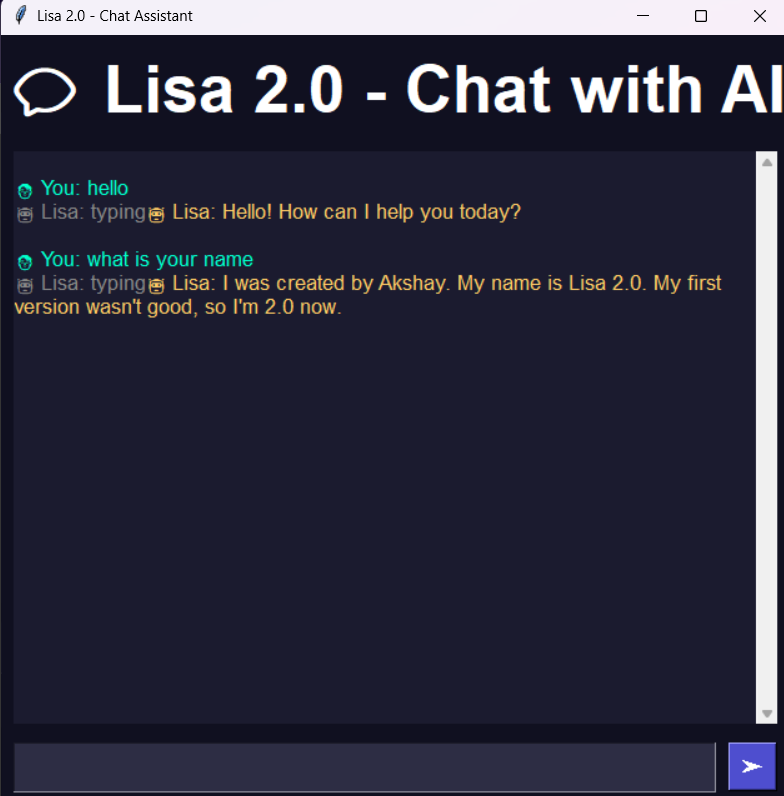 Lisa 2.0 - Chat Assistant
Lisa 2.0 - Chat with AI
You: hello
Lisa: typing Lisa: Hello! How can I help you today?
You: what is your name
Lisa: typing Lisa: I was created by Akshay. My name is Lisa 2.0. My first
version wasn't good, so I'm 2.0 now.